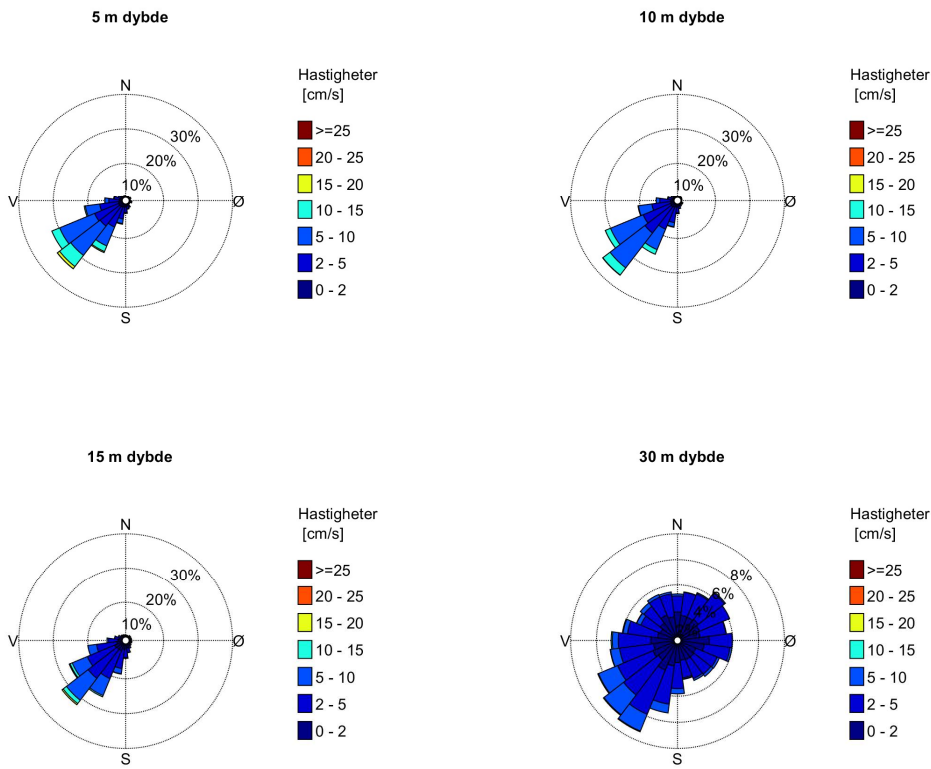 5 m dybde
N
V
Ø
S
30%
20%
10%
Hastigheter
[cm/s]
>=25
20 - 25
15 - 20
10 - 15
5 - 10
2 - 5
0 - 2
10 m dybde
N
V
Ø
S
30%
20%
10%
Hastigheter
[cm/s]
>=25
20 - 25
15 - 20
10 - 15
5 - 10
2 - 5
0 - 2
15 m dybde
N
V
Ø
S
30%
20%
10%
Hastigheter
[cm/s]
>=25
20 - 25
15 - 20
10 - 15
5 - 10
2 - 5
0 - 2
30 m dybde
N
V
Ø
S
8%
6%
Hastigheter
[cm/s]
>=25
20 - 25
15 - 20
10 - 15
5 - 10
2 - 5
0 - 2